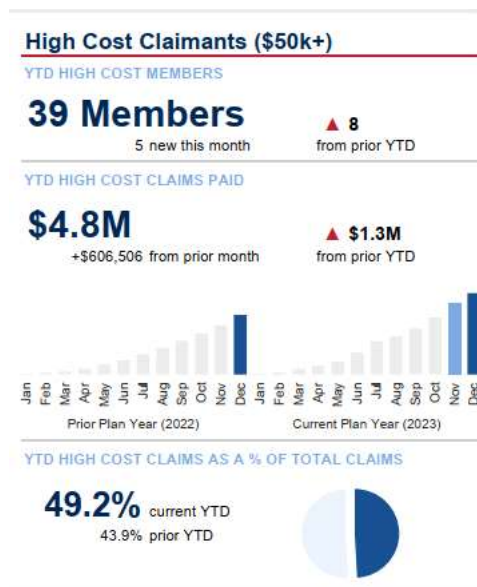 High Cost Claimants ($50k+)
YTD HIGH COST MEMBERS
39 Members ▲ 8
5 new this month from prior YTD
YTD HIGH COST CLAIMS PAID
$4.8M ▲ $1.3M
+$606,506 from prior month from prior YTD
Jan Feb Mar Apr May Jun Jul Aug Sep Oct Nov Dec Jan Feb Mar Apr May Jun Jul Aug Sep Oct Nov Dec
Prior Plan Year (2022) Current Plan Year (2023)
YTD HIGH COST CLAIMS AS A % OF TOTAL CLAIMS
49.2% current YTD
43.9% prior YTD